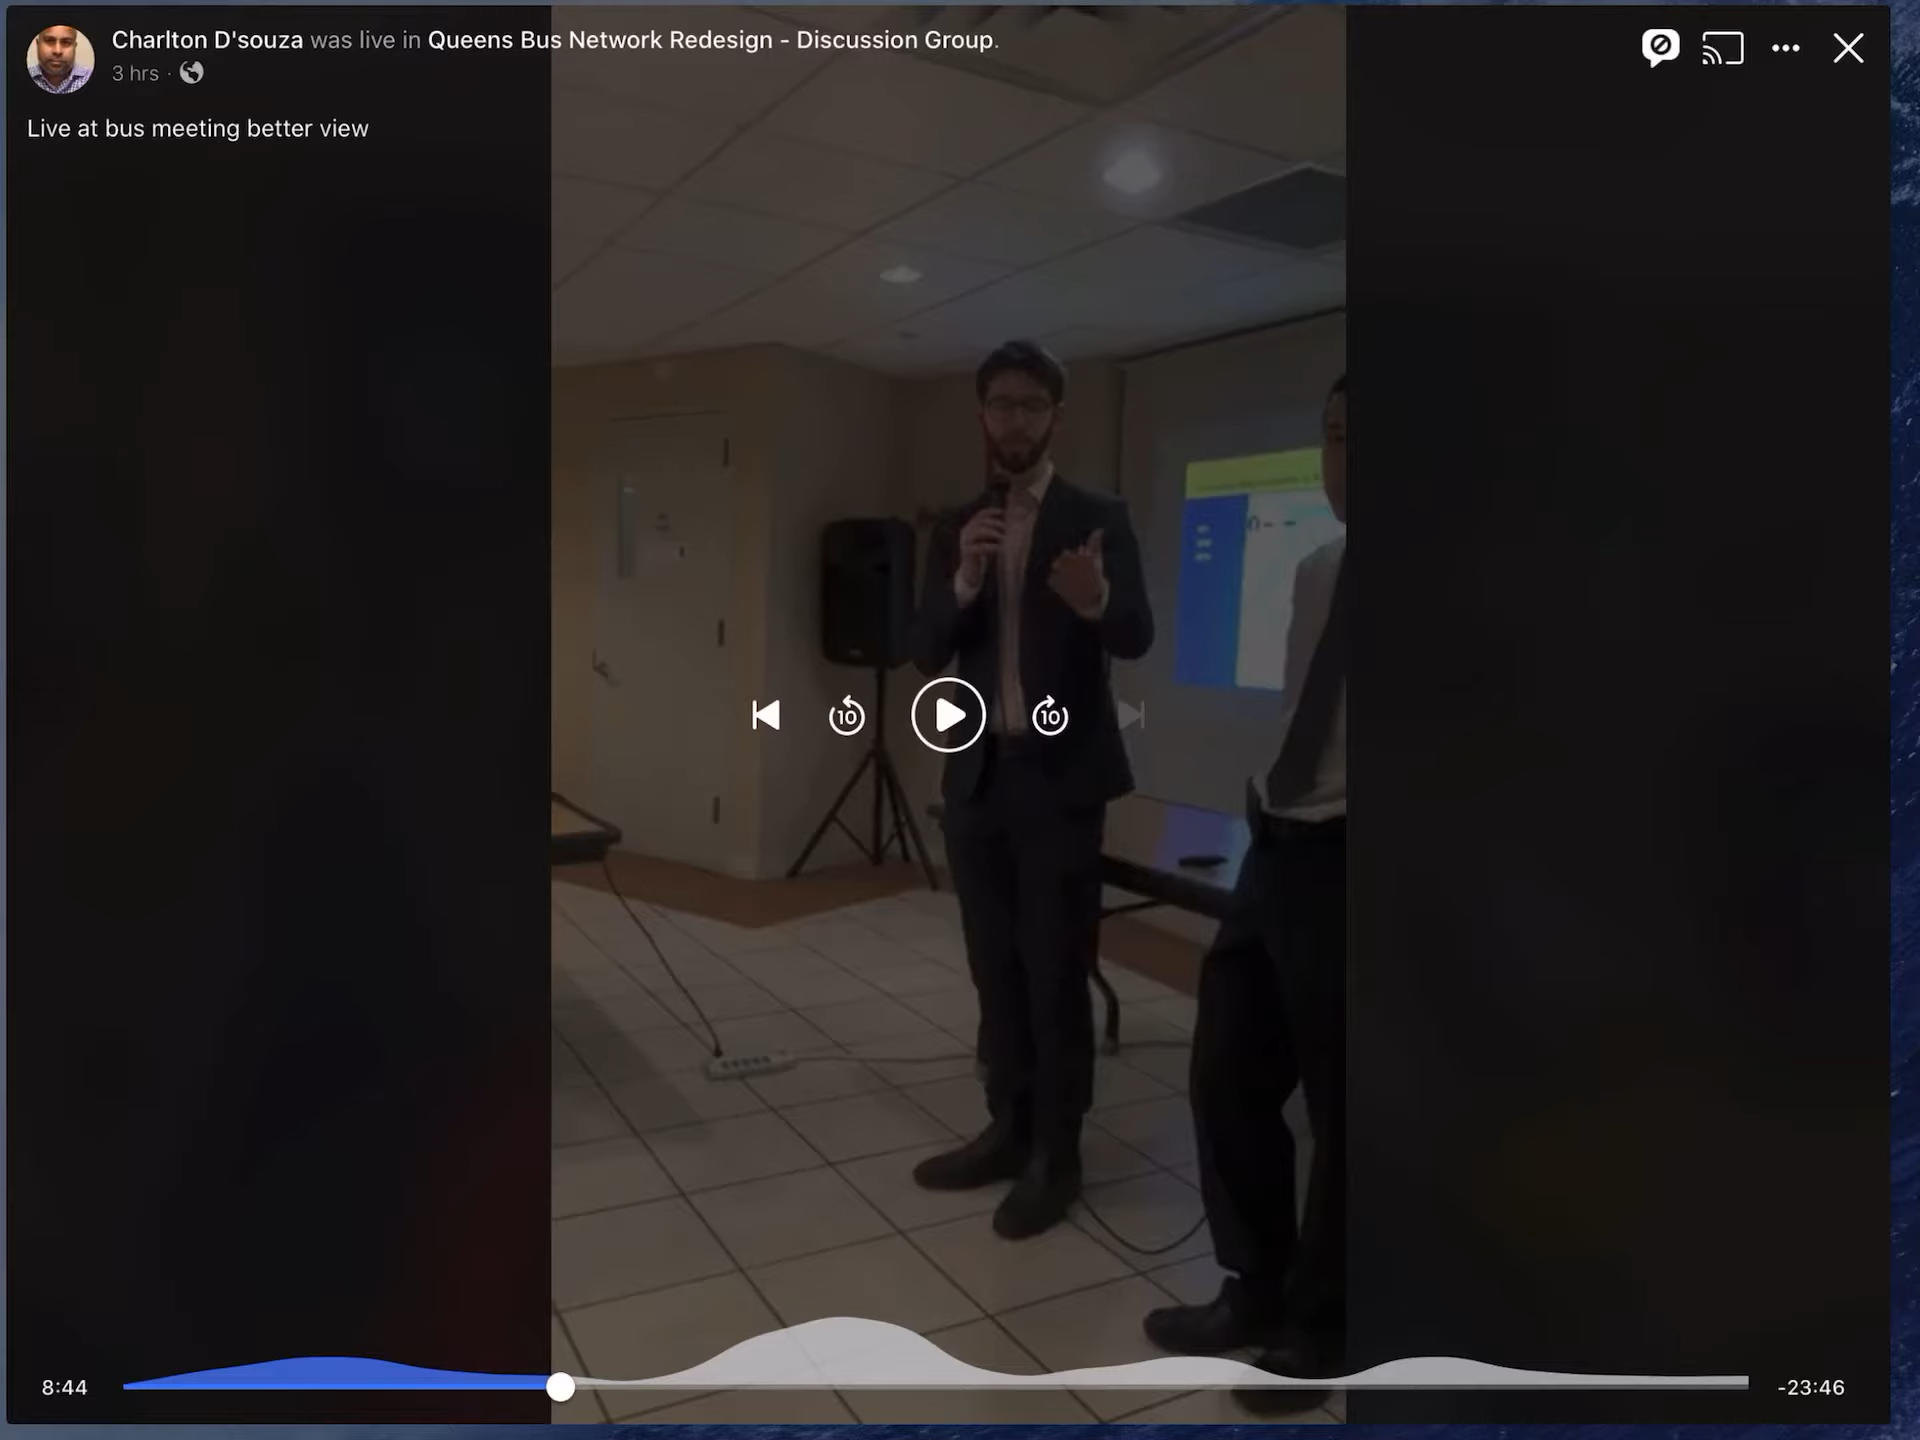 Charlton D'souza was live in Queens Bus Network Redesign - Discussion Group.
3 hrs ·
Live at bus meeting better view
10
10
8:44
-23:46